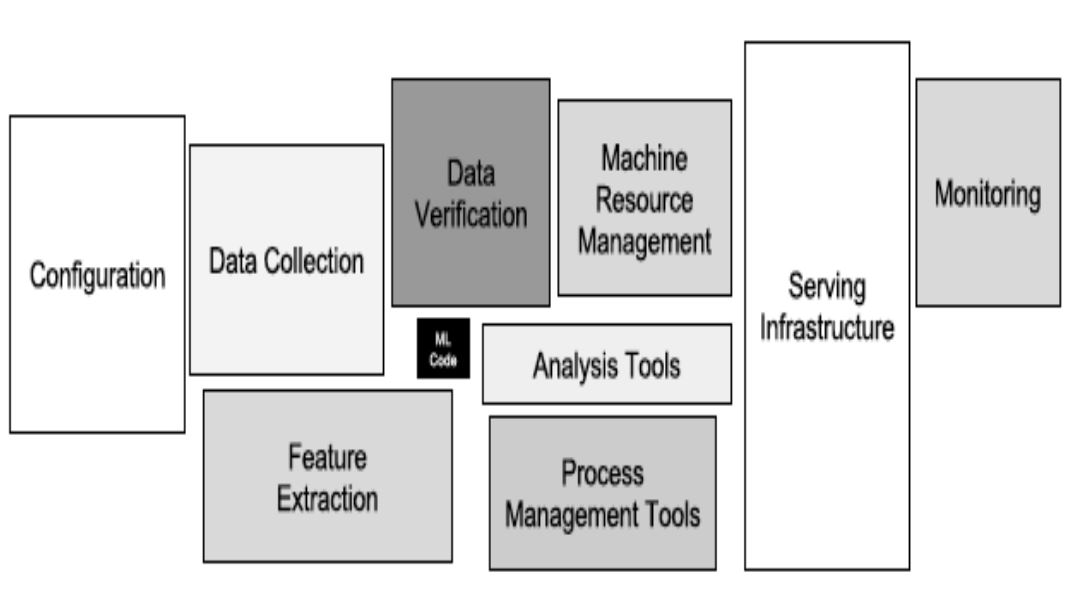 Configuration
Data Collection
Data
Verification
Machine
Resource
Management
ML
Code
Analysis Tools
Feature
Extraction
Process
Management Tools
Serving
Infrastructure
Monitoring